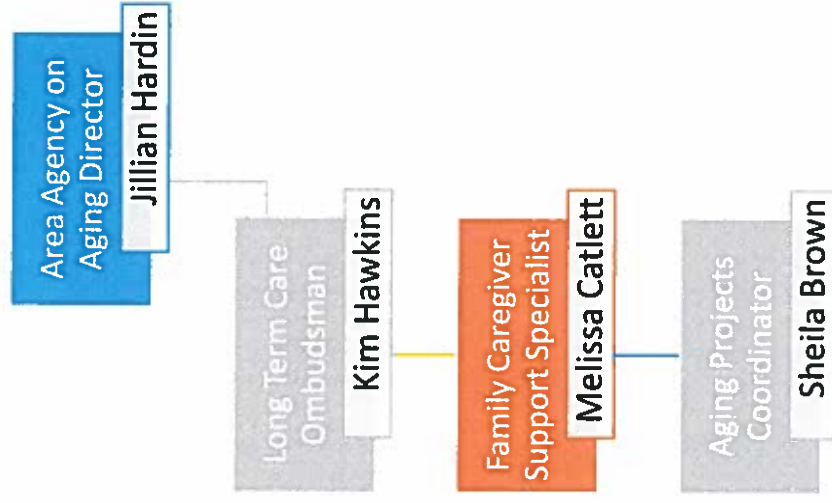 Area Agency on
Aging Director
Jillian Hardin
Long Term Care
Ombudsman
Kim Hawkins
Family Caregiver
Support Specialist
Melissa Catlett
Aging Projects
Coordinator
Sheila Brown